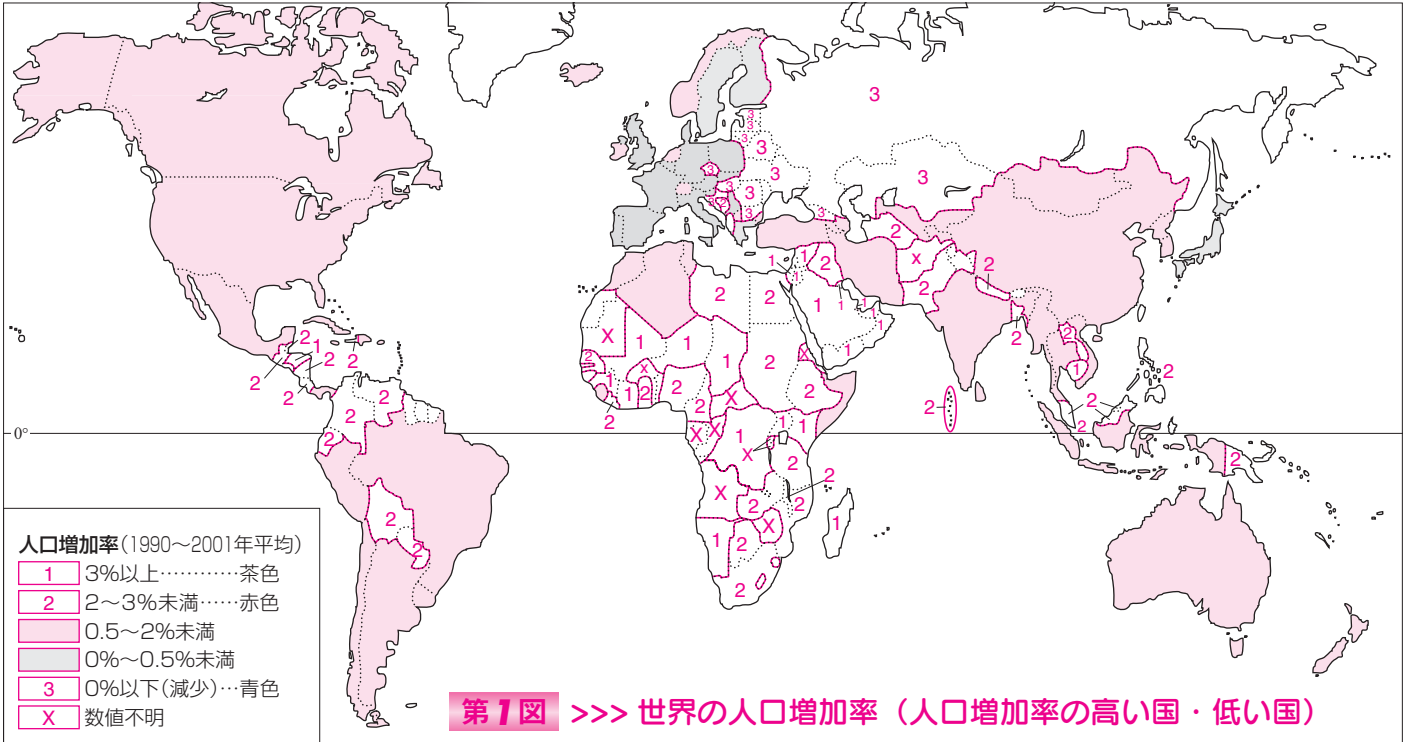 0°
人口増加率(1990〜2001年平均)
1 3%以上…………茶色
2 2〜3%未満……赤色
0.5〜2%未満
0%〜0.5%未満
3 0%以下(減少)…青色
X 数値不明
第1図 >>> 世界の人口増加率(人口増加率の高い国・低い国)